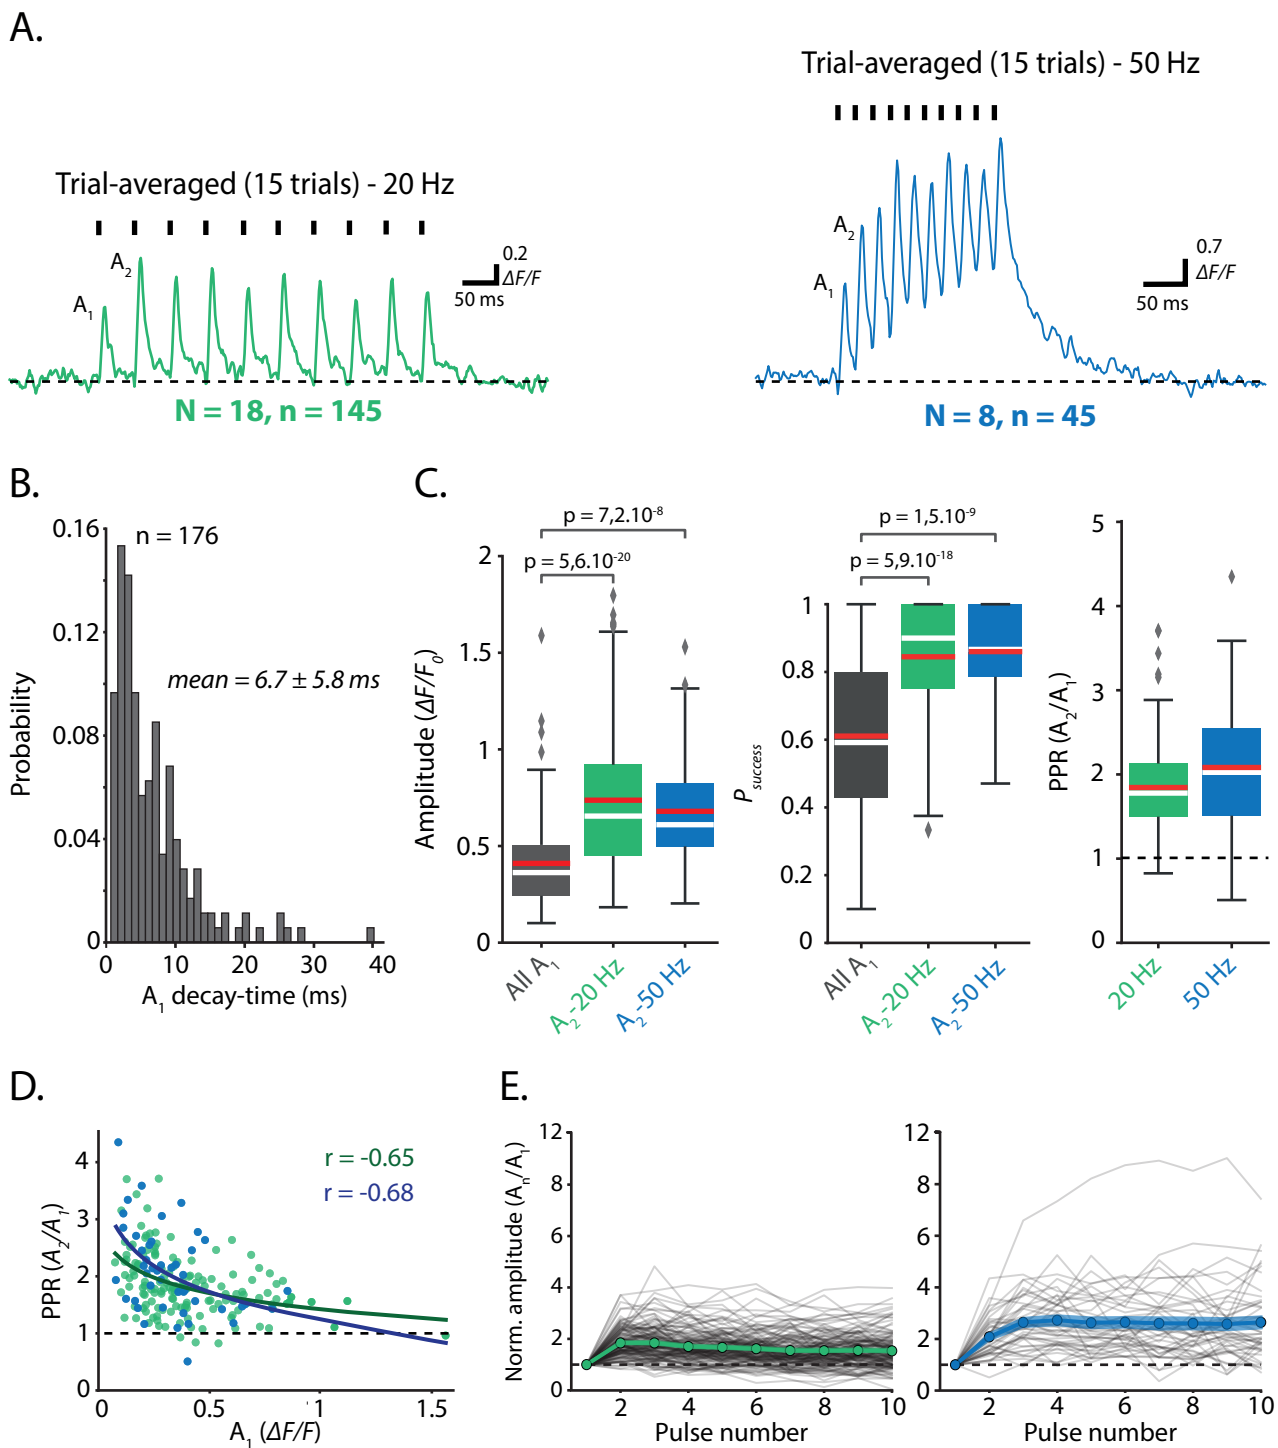 A.
Trial-averaged (15 trials) - 20 Hz
A1
A2
0.2
ΔF/F
50 ms
N = 18, n = 145
Trial-averaged (15 trials) - 50 Hz
A1
A2
0.7
ΔF/F
50 ms
N = 8, n = 45
B.
Probability
0.16
0.12
0.08
0.04
0
n = 176
mean = 6.7 ± 5.8 ms
0 10 20 30 40
A1 decay-time (ms)
C.
Amplitude (ΔF/F0)
2
1.5
1
0.5
0
p = 7,2.10-8
p = 5,6.10-20
All A1
A2-20 Hz
A2-50 Hz
Psuccess
1
0.8
0.6
0.4
0.2
0
p = 1,5.10-9
p = 5,9.10-18
All A1
A2-20 Hz
A2-50 Hz
PPR (A2/A1)
5
4
3
2
1
0
20 Hz
50 Hz
D.
PPR (A2/A1)
4
3
2
1
0
r = -0.65
r = -0.68
0 0.5 1 1.5
A1 (ΔF/F)
E.
Norm. amplitude (An/A1)
12
8
6
4
2
0
2 4 6 8 10
Pulse number
12
8
6
4
2
0
2 4 6 8 10
Pulse number